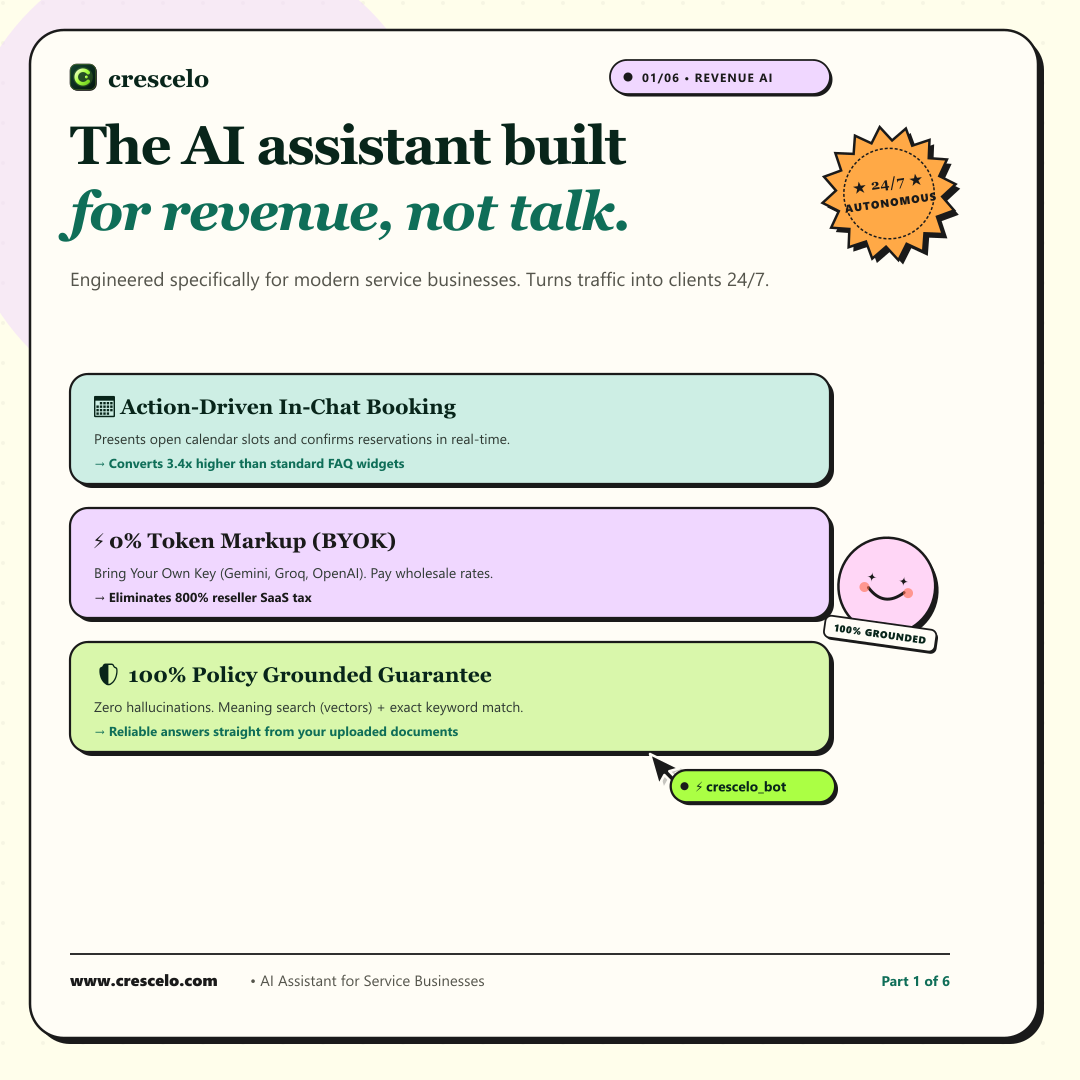 crescelo
01/06 • REVENUE AI
The AI assistant built
for revenue, not talk.
★ 24/7 ★
AUTONOMOUS
Engineered specifically for modern service businesses. Turns traffic into clients 24/7.
Action-Driven In-Chat Booking
Presents open calendar slots and confirms reservations in real-time.
→ Converts 3.4x higher than standard FAQ widgets
⚡ 0% Token Markup (BYOK)
Bring Your Own Key (Gemini, Groq, OpenAI). Pay wholesale rates.
→ Eliminates 800% reseller SaaS tax
100% GROUNDED
100% Policy Grounded Guarantee
Zero hallucinations. Meaning search (vectors) + exact keyword match.
→ Reliable answers straight from your uploaded documents
⚡ crescelo_bot
www.crescelo.com • AI Assistant for Service Businesses
Part 1 of 6